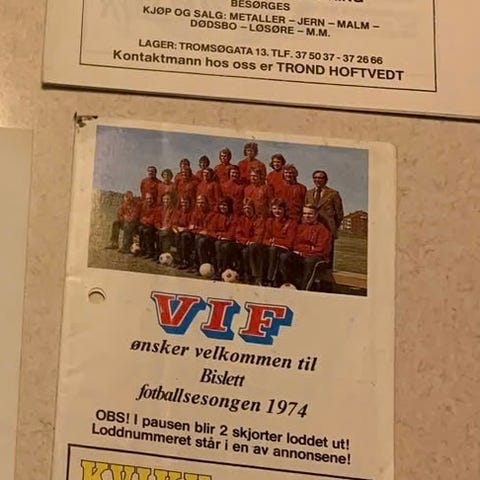 BESØRGES
KJØP OG SALG: METALLER – JERN – MALM –
DØDSBO – LØSØRE – M.M.
LAGER: TROMSØGATA 13. TLF. 37 50 37 - 37 26 66
Kontaktmann hos oss er TROND HOFTVEDT
VIF
ønsker velkommen til
Bislett
fotballsesongen 1974
OBS! I pausen blir 2 skjorter loddet ut!
Loddnummeret står i en av annonsene!